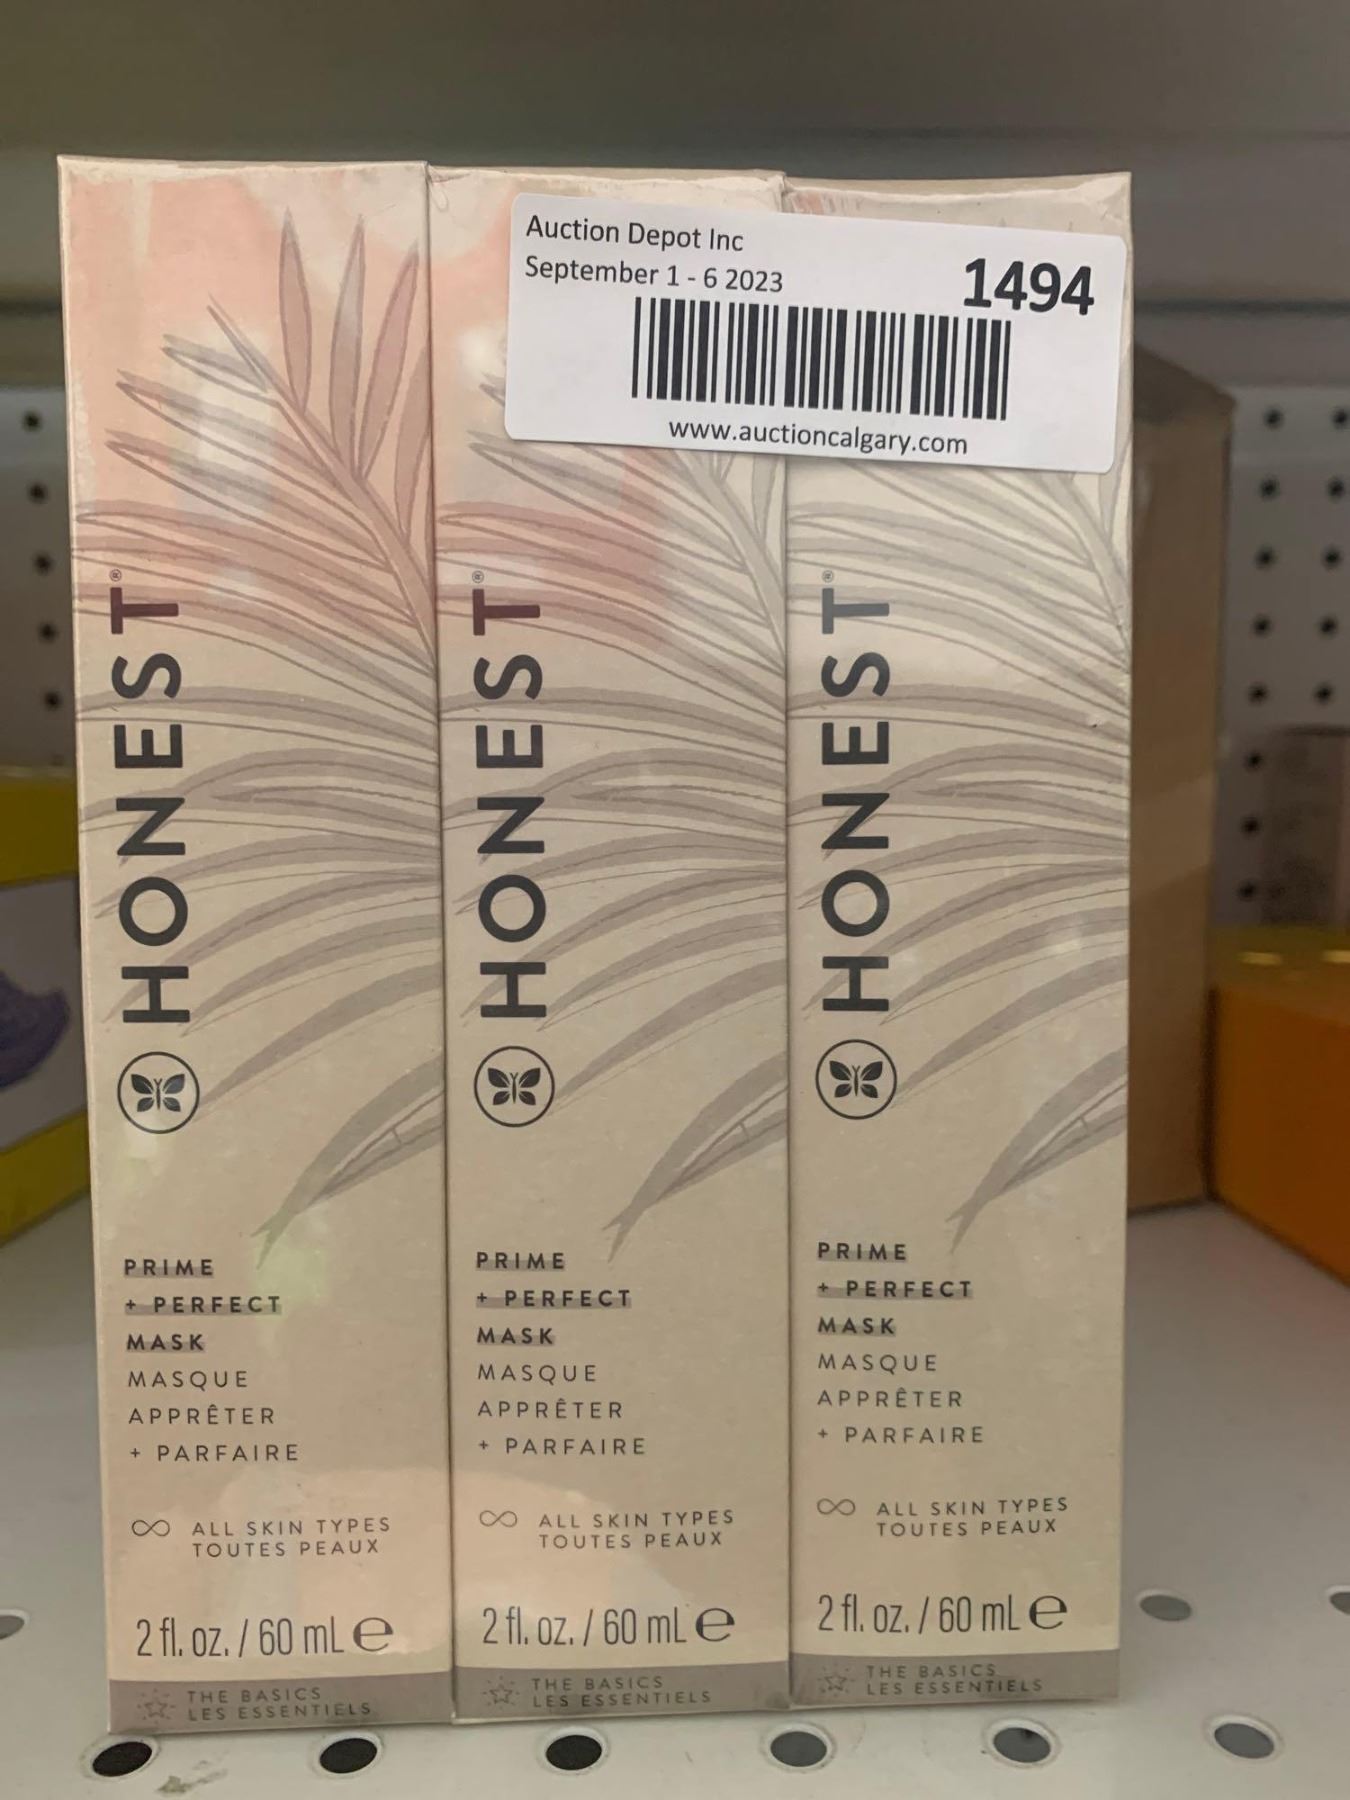 Auction Depot Inc
September 1 - 6 2023
1494
www.auctioncalgary.com
HONEST®
PRIME
+ PERFECT
MASK
MASQUE
APPRÊTER
+ PARFAIRE
ALL SKIN TYPES
TOUTES PEAUX
2 fl. oz. / 60 mL e
THE BASICS
LES ESSENTIELS
HONEST®
PRIME
+ PERFECT
MASK
MASQUE
APPRÊTER
+ PARFAIRE
ALL SKIN TYPES
TOUTES PEAUX
2 fl. oz. / 60 mL e
THE BASICS
LES ESSENTIELS
HONEST®
PRIME
+ PERFECT
MASK
MASQUE
APPRÊTER
+ PARFAIRE
ALL SKIN TYPES
TOUTES PEAUX
2 fl. oz. / 60 mL e
THE BASICS
LES ESSENTIELS